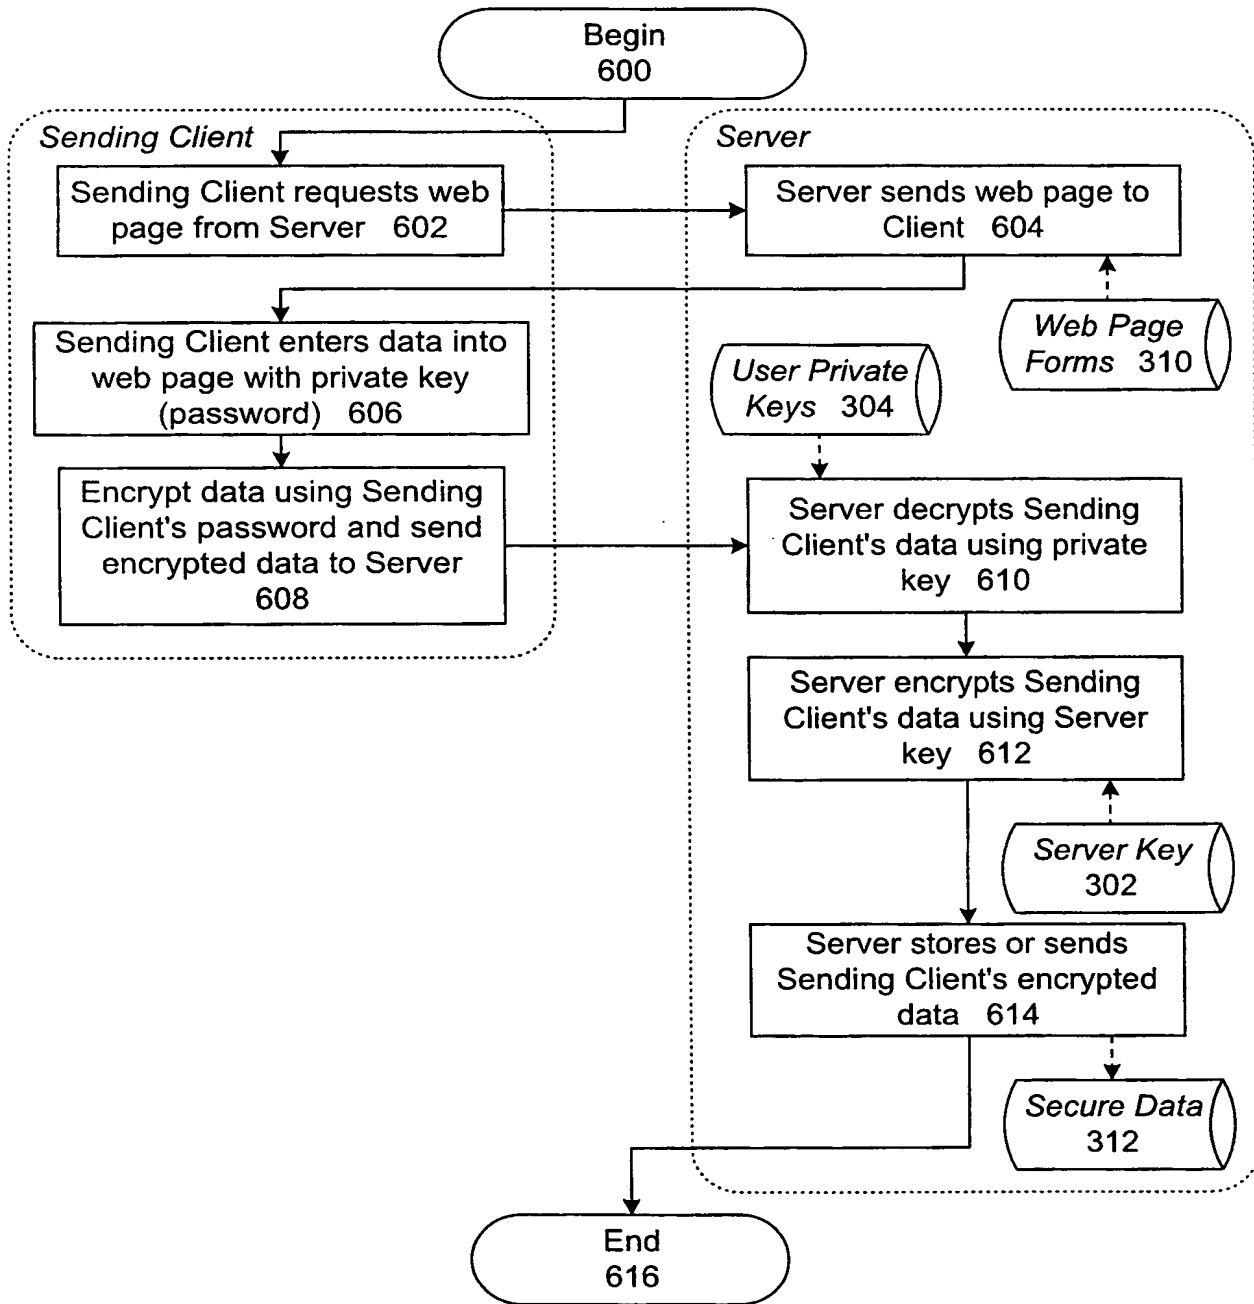 Begin
600
Sending Client
Server
Sending Client requests web
page from Server 602
Server sends web page to
Client 604
Web Page
Forms 310
Sending Client enters data into
web page with private key
(password) 606
User Private
Keys 304
Encrypt data using Sending
Client's password and send
encrypted data to Server
608
Server decrypts Sending
Client's data using private
key 610
Server encrypts Sending
Client's data using Server
key 612
Server Key
302
Server stores or sends
Sending Client's encrypted
data 614
Secure Data
312
End
616